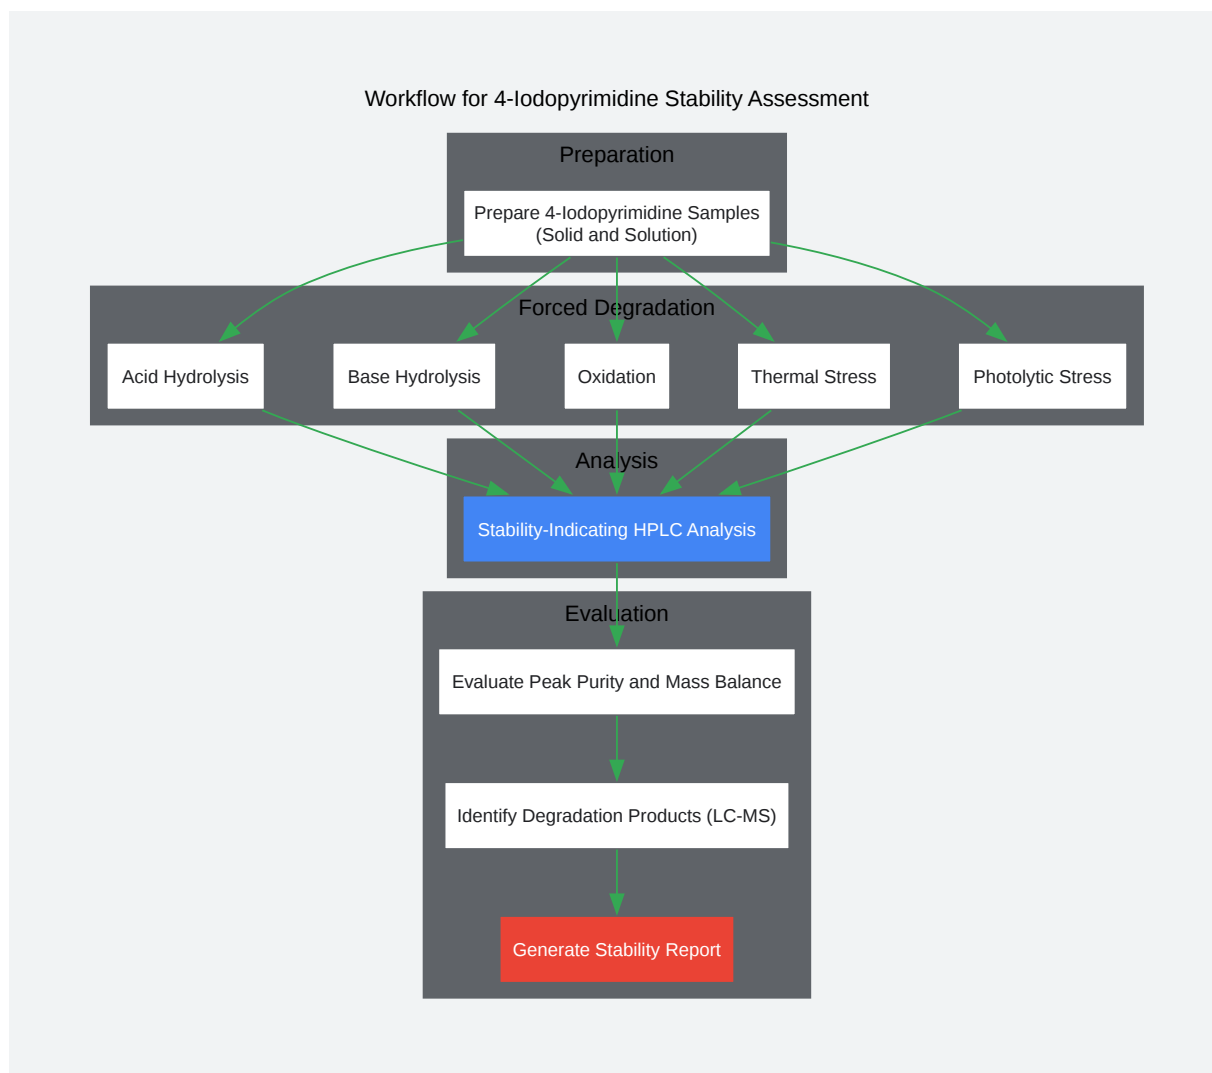 Workflow for 4-Iodopyrimidine Stability Assessment
Preparation
Prepare 4-Iodopyrimidine Samples
(Solid and Solution)
Forced Degradation
Acid Hydrolysis
Base Hydrolysis
Oxidation
Thermal Stress
Photolytic Stress
Analysis
Stability-Indicating HPLC Analysis
Evaluation
Evaluate Peak Purity and Mass Balance
Identify Degradation Products (LC-MS)
Generate Stability Report